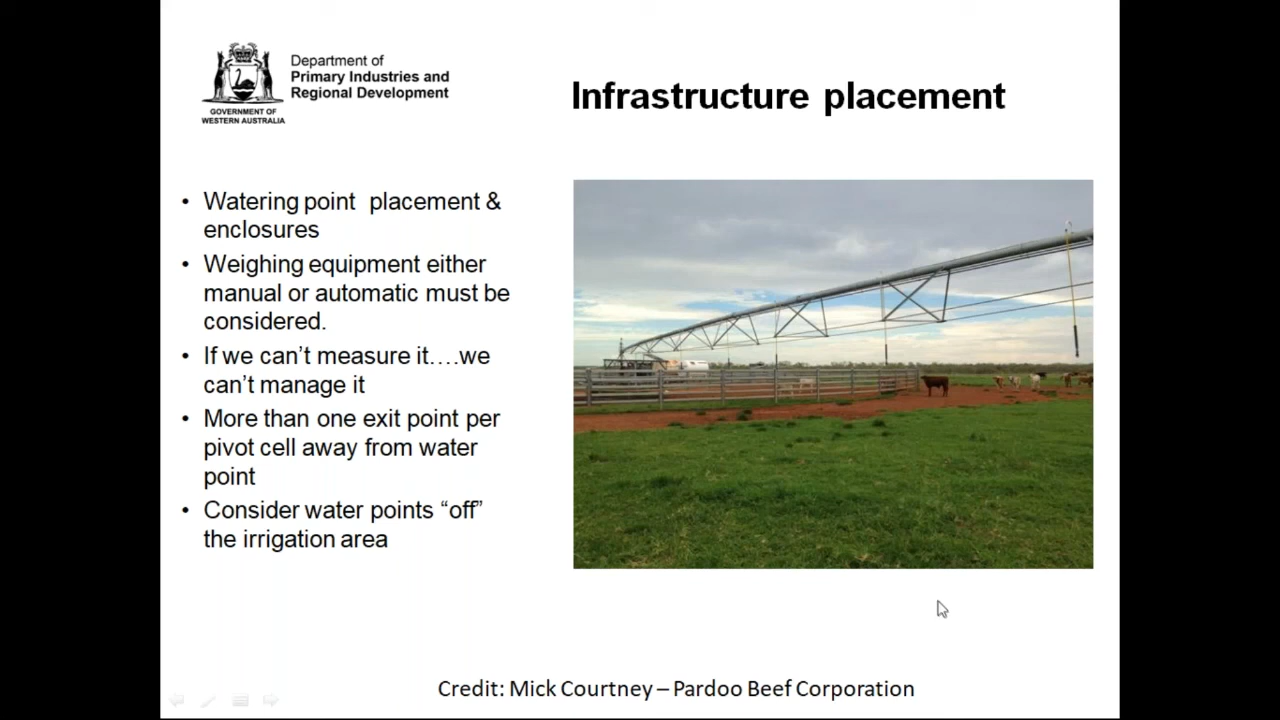 Department of
Primary Industries and
Regional Development
GOVERNMENT OF
WESTERN AUSTRALIA
Infrastructure placement
• Watering point placement &
enclosures
• Weighing equipment either
manual or automatic must be
considered.
• If we can’t measure it….we
can’t manage it
• More than one exit point per
pivot cell away from water
point
• Consider water points “off”
the irrigation area
Credit: Mick Courtney – Pardoo Beef Corporation